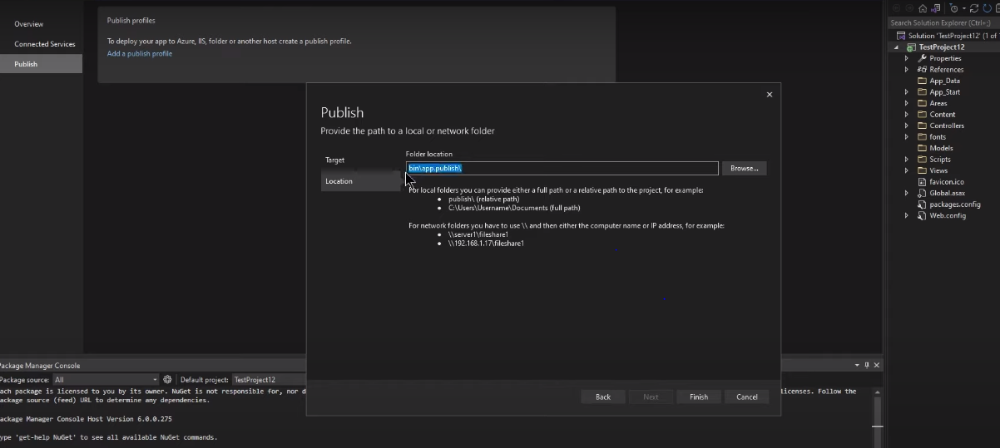 Overview
Connected Services
Publish
Publish profiles
To deploy your app to Azure, IIS, folder or another host create a publish profile.
Add a publish profile
Publish
Provide the path to a local or network folder
Target
Location
Folder location
bin\app.publish\
Browse...
For local folders you can provide either a full path or a relative path to the project, for example:
• publish\ (relative path)
• C:\Users\Username\Documents (full path)
For network folders you have to use \\ and then either the computer name or IP address, for example:
• \\server1\fileshare1
• \\192.168.1.17\fileshare1
Back
Next
Finish
Cancel
Search Solution Explorer (Ctrl+;)
Solution 'TestProject12' (1 of
TestProject12
Properties
References
App_Data
App_Start
Areas
Content
Controllers
fonts
Models
Scripts
Views
favicon.ico
Global.asax
packages.config
Web.config
Package Manager Console
Package source: All
Default project: TestProject12
ach package is licensed to you by its owner. NuGet is not responsible for, nor d
licenses. Follow the
ackage source (feed) URL to determine any dependencies.
ackage Manager Console Host Version 6.0.0.275
ype 'get-help NuGet' to see all available NuGet commands.